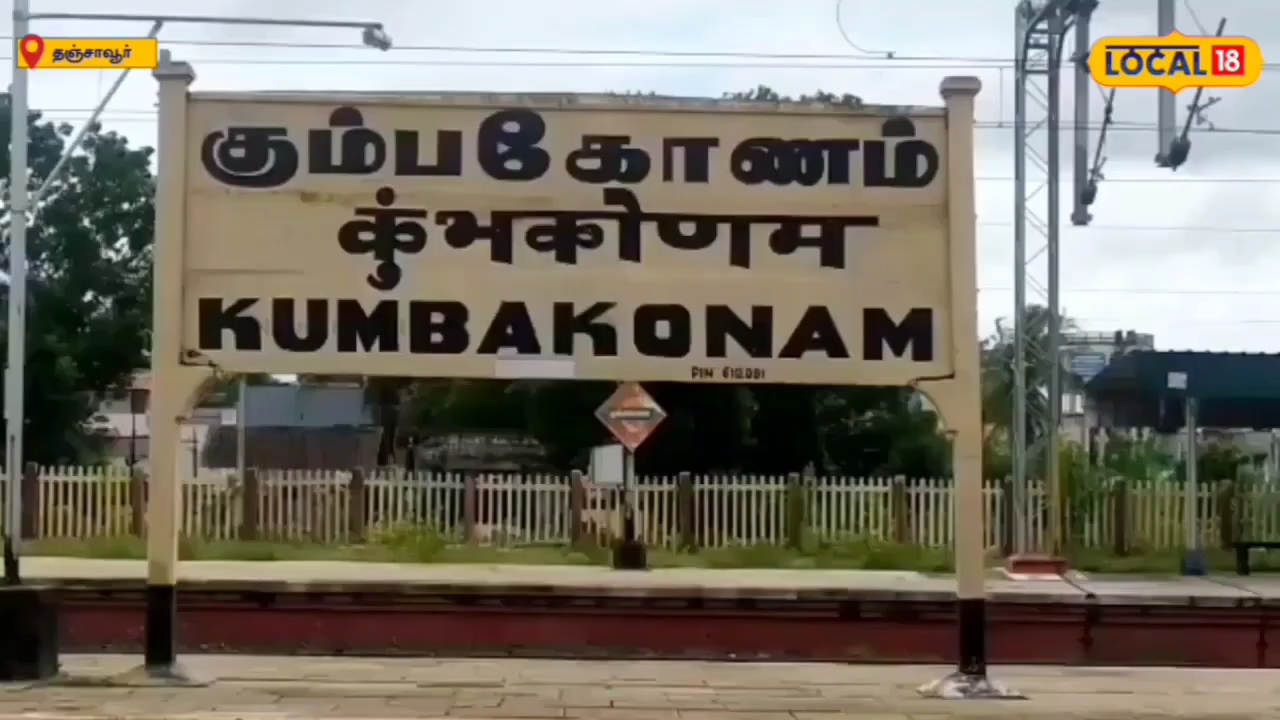 தஞ்சாவூர்
LOCAL 18
கும்பகோணம்
कुंभकोणम
KUMBAKONAM
PIN 612001